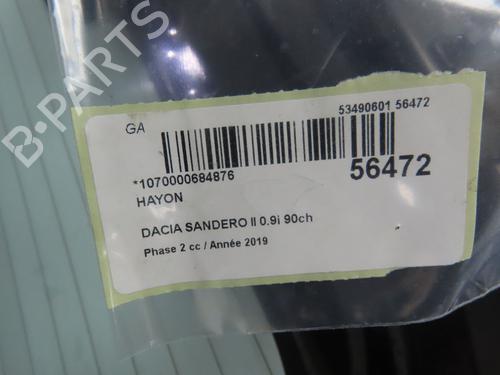 B-PARTS
GA
53490601 56472
*1070000684876
56472
HAYON
DACIA SANDERO II 0.9i 90ch
Phase 2 cc / Année 2019